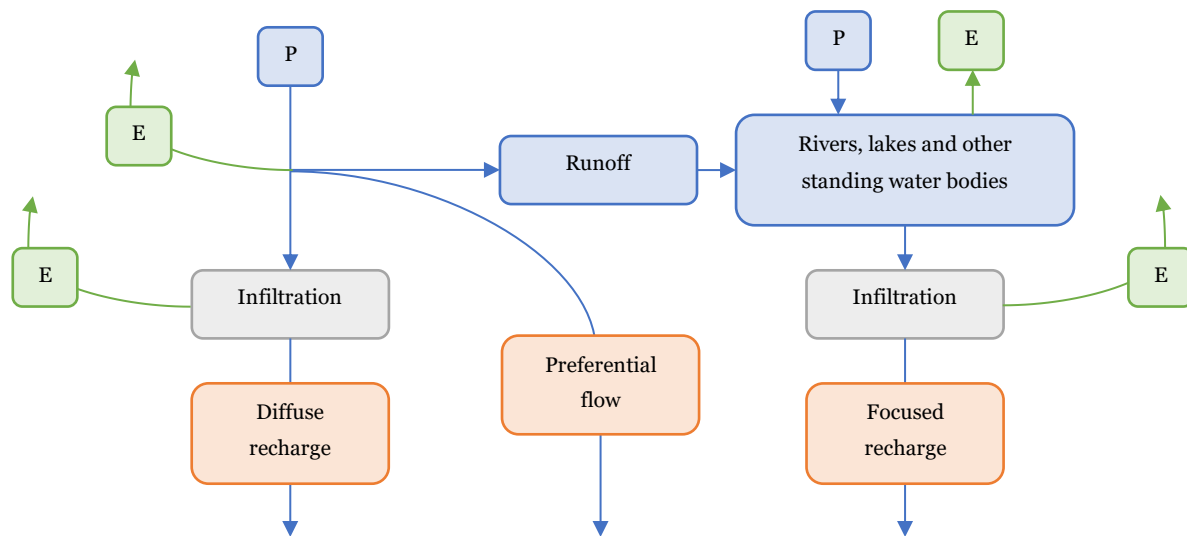 P
P
E
E
Runoff
Rivers, lakes and other
standing water bodies
E
Infiltration
Infiltration
E
Preferential
flow
Diffuse
recharge
Focused
recharge